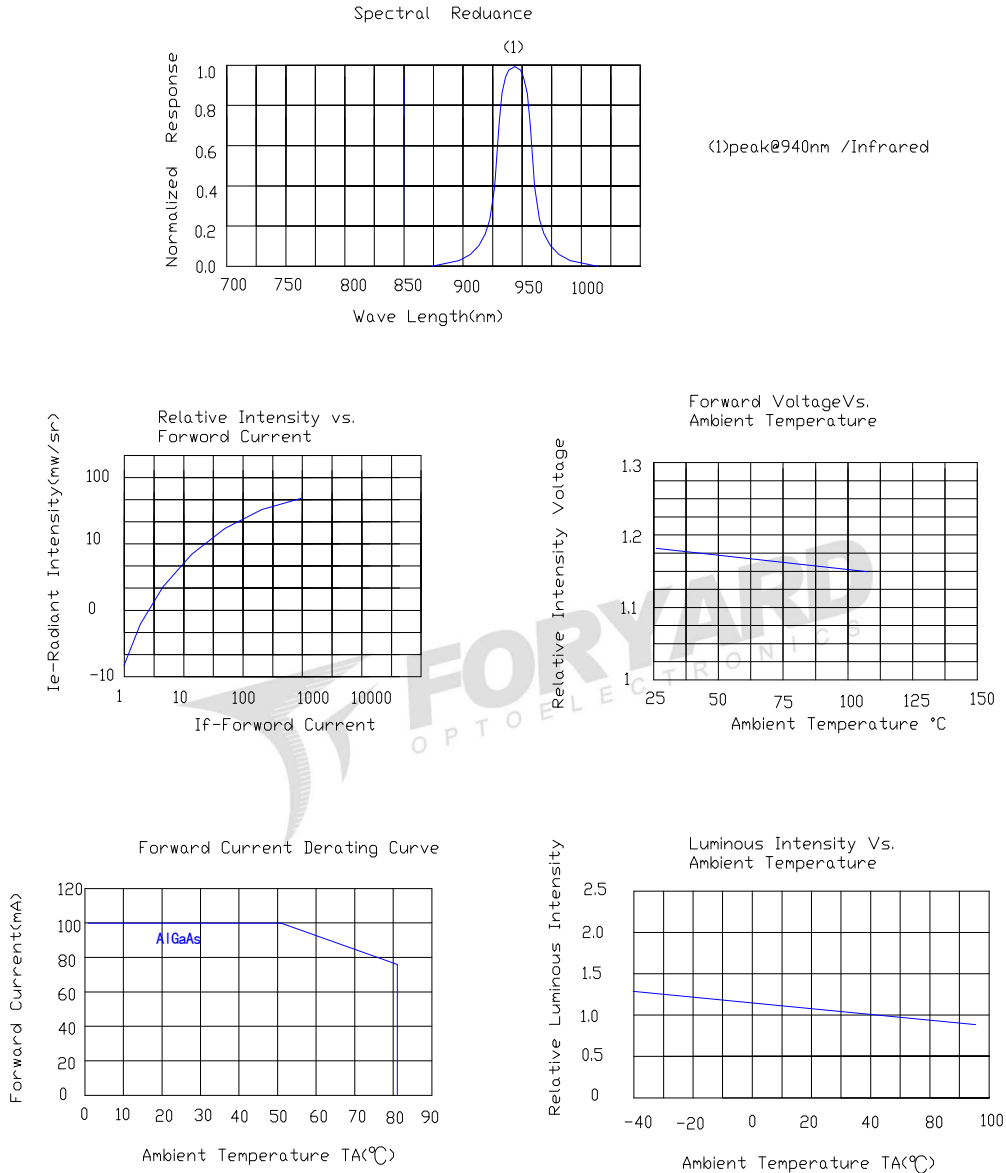 Spectral Reduance
(1)
Normalized Response
1.0
0.8
0.6
0.4
0.2
0.0
700 750 800 850 900 950 1000
Wave Length(nm)
(1)peak@940nm /Infrared
Relative Intensity vs.
Forword Current
Ie-Radiant Intensity(mw/sr)
100
10
0
-10
1 10 100 1000 10000
If-Forword Current
Forward VoltageVs.
Ambient Temperature
Relative Intensity Voltage
1.3
1.2
1.1
1
25 50 75 100 125 150
Ambient Temperature °C
FORYARD
OPTOELECTRONICS
Forward Current Derating Curve
Forward Current(mA)
120
100
80
60
40
20
0
AlGaAs
0 10 20 30 40 50 60 70 80 90
Ambient Temperature TA(℃)
Luminous Intensity Vs.
Ambient Temperature
Relative Luminous Intensity
2.5
2.0
1.5
1.0
0.5
0
-40 -20 0 20 40 80 100
Ambient Temperature TA(℃)